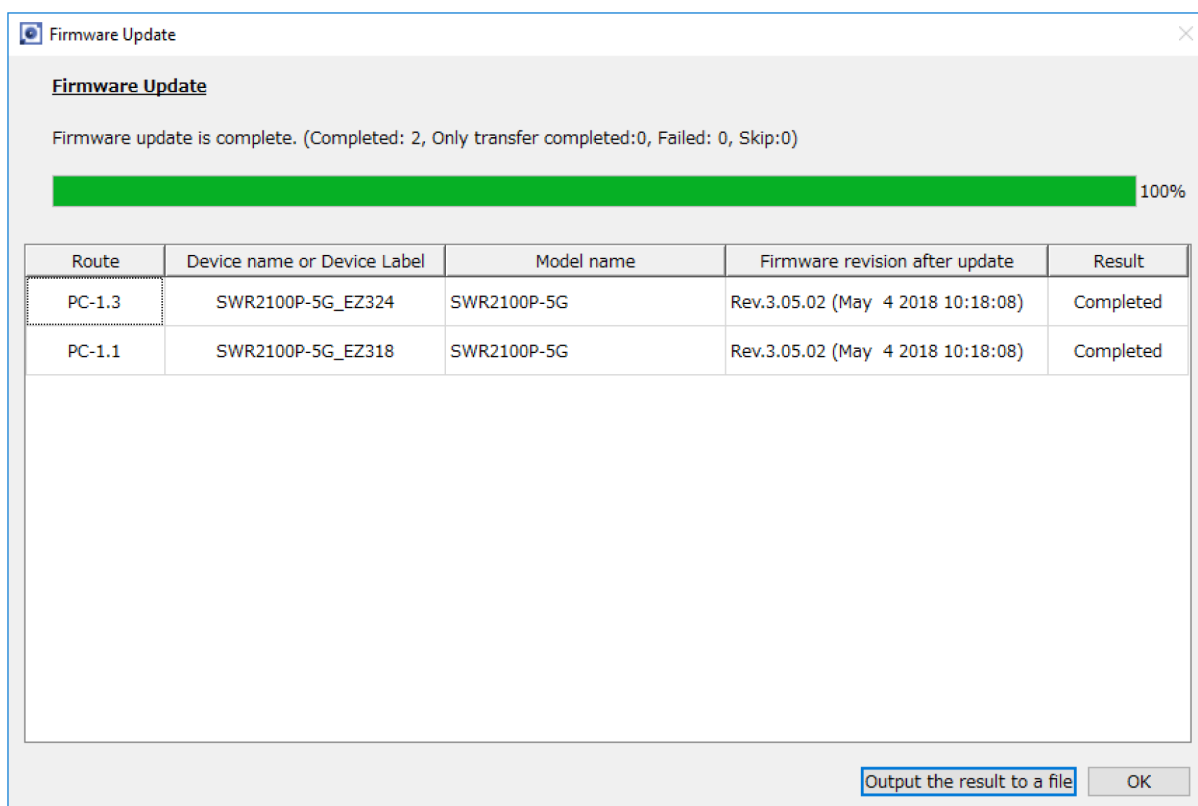 Firmware Update
Firmware Update
Firmware update is complete. (Completed: 2, Only transfer completed:0, Failed: 0, Skip:0)
100%
Route Device name or Device Label Model name Firmware revision after update Result
PC-1.3 SWR2100P-5G_EZ324 SWR2100P-5G Rev.3.05.02 (May  4 2018 10:18:08) Completed
PC-1.1 SWR2100P-5G_EZ318 SWR2100P-5G Rev.3.05.02 (May  4 2018 10:18:08) Completed
Output the result to a file OK